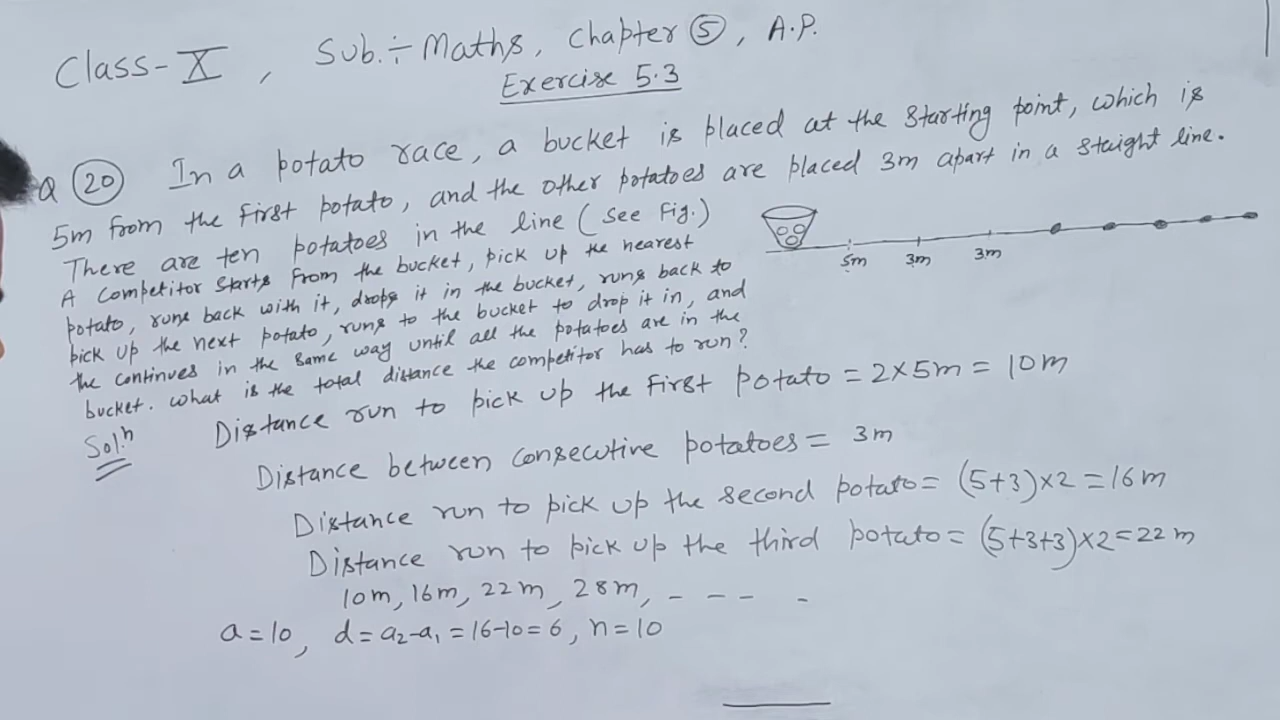 Class-X, Sub.÷Maths, Chapter ⑤, A.P.
Exercise 5.3
Q ⑳ In a potato race, a bucket is placed at the starting point, which is
5m from the first potato, and the other potatoes are placed 3m apart in a staight line.
There are ten potatoes in the line (See Fig.)
A competitor starts from the bucket, pick up the nearest
potato, runs back with it, drops it in the bucket, runs back to
pick up the next potato, runs to the bucket to drop it in, and
the continues in the same way until all the potatoes are in the
bucket. what is the total distance the competitor has to run?
5m 3m 3m
Sol.n Distance run to pick up the First potato = 2×5m = 10m
Distance between consecutive potatoes = 3m
Distance run to pick up the second potato = (5+3)×2 = 16m
Distance run to pick up the third potato = (5+3+3)×2=22m
10m, 16m, 22m, 28m, - - - -
a=10, d=a₂-a₁ = 16-10=6, n=10